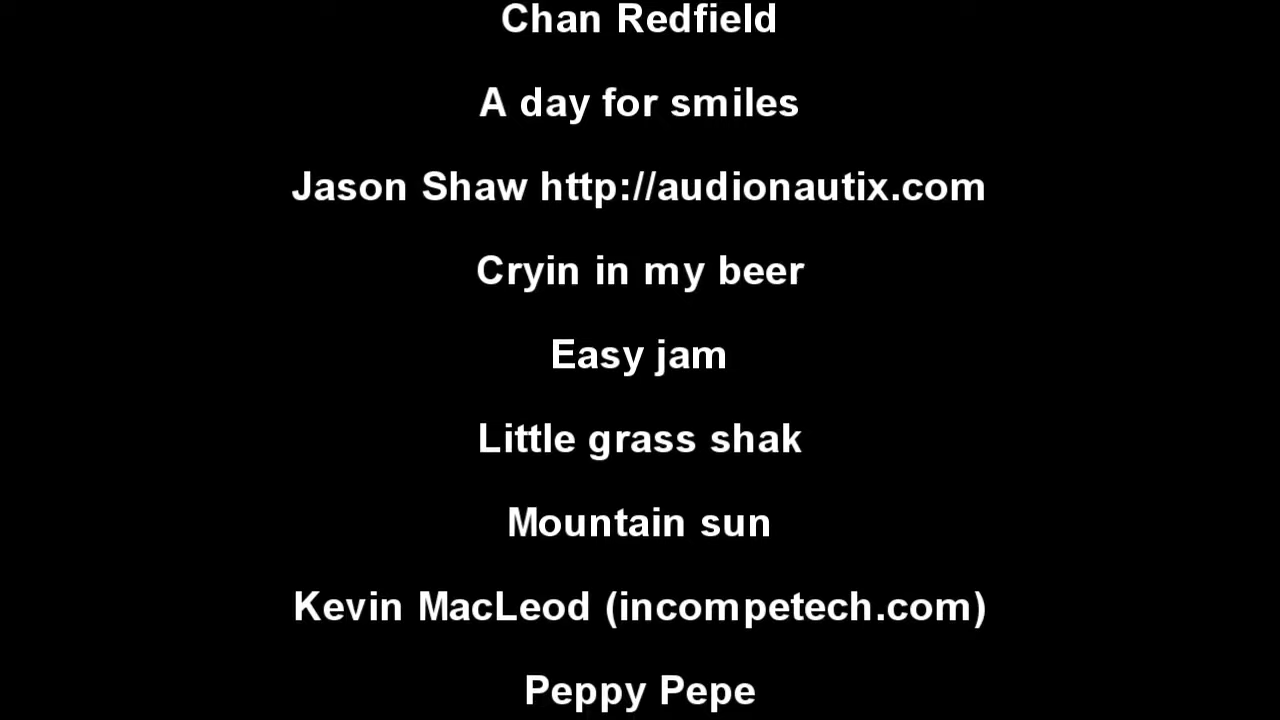 Chan Redfield
A day for smiles
Jason Shaw http://audionautix.com
Cryin in my beer
Easy jam
Little grass shak
Mountain sun
Kevin MacLeod (incompetech.com)
Peppy Pepe